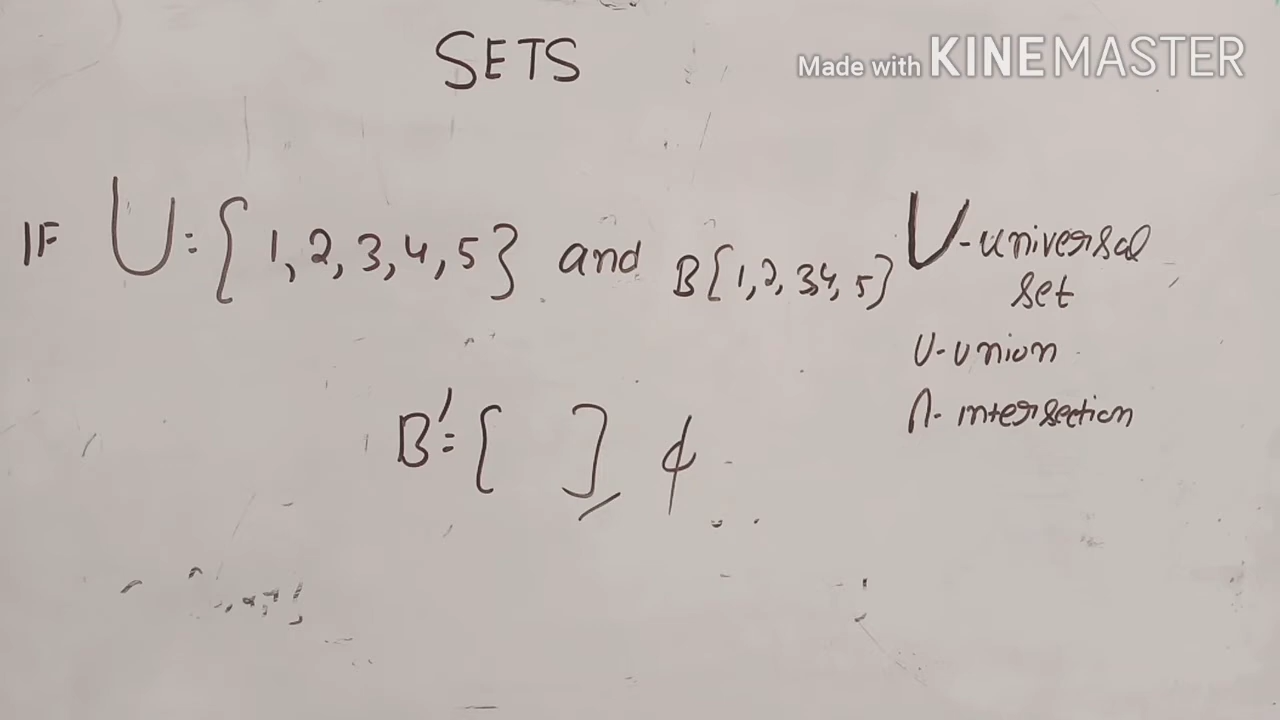 SETS
Made with KINEMASTER
IF U={1,2,3,4,5} and B{1,2,3,4,5}
U-universal
set
U-union
∩-intersection
B'={ } ϕ